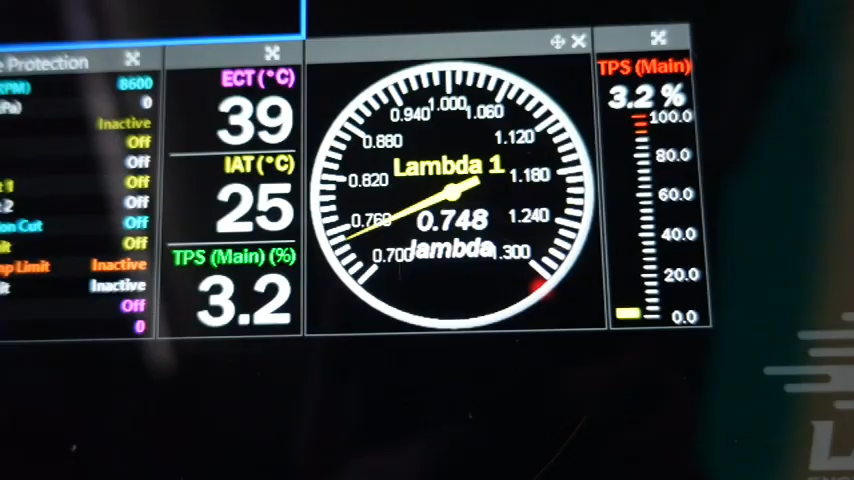 e Protection
RPM) 8600
Pa) 0
Inactive
Off
Off
t 1 Off
t 2 Off
on Cut Off
it Off
mp Limit Inactive
it Inactive
Off
0
ECT (°C)
39
IAT (°C)
25
TPS (Main) (%)
3.2
Lambda 1
0.748
lambda
0.700
0.760
0.820
0.880
0.940
1.000
1.060
1.120
1.180
1.240
1.300
TPS (Main)
3.2 %
100.0
80.0
60.0
40.0
20.0
0.0